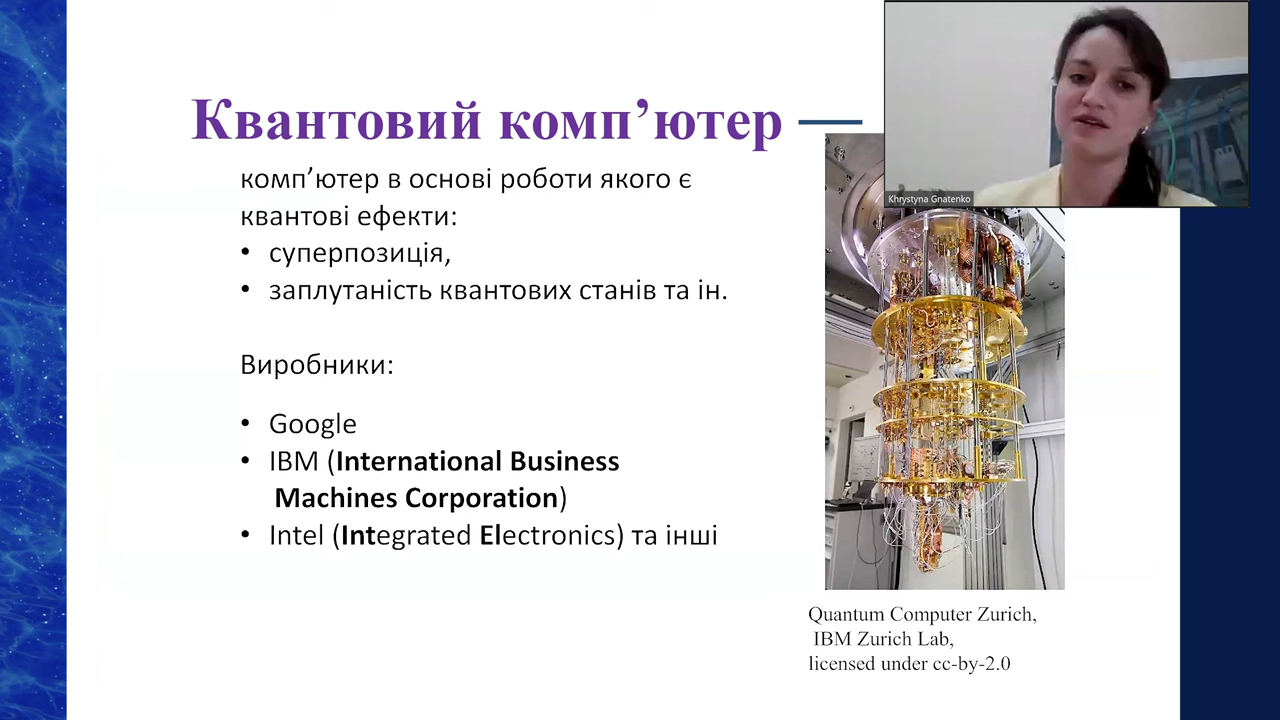 Квантовий комп’ютер —
комп’ютер в основі роботи якого є
квантові ефекти:
• суперпозиція,
• заплутаність квантових станів та ін.
Виробники:
• Google
• IBM (International Business
Machines Corporation)
• Intel (Integrated Electronics) та інші
Khrystyna Gnatenko
Quantum Computer Zurich,
IBM Zurich Lab,
licensed under cc-by-2.0